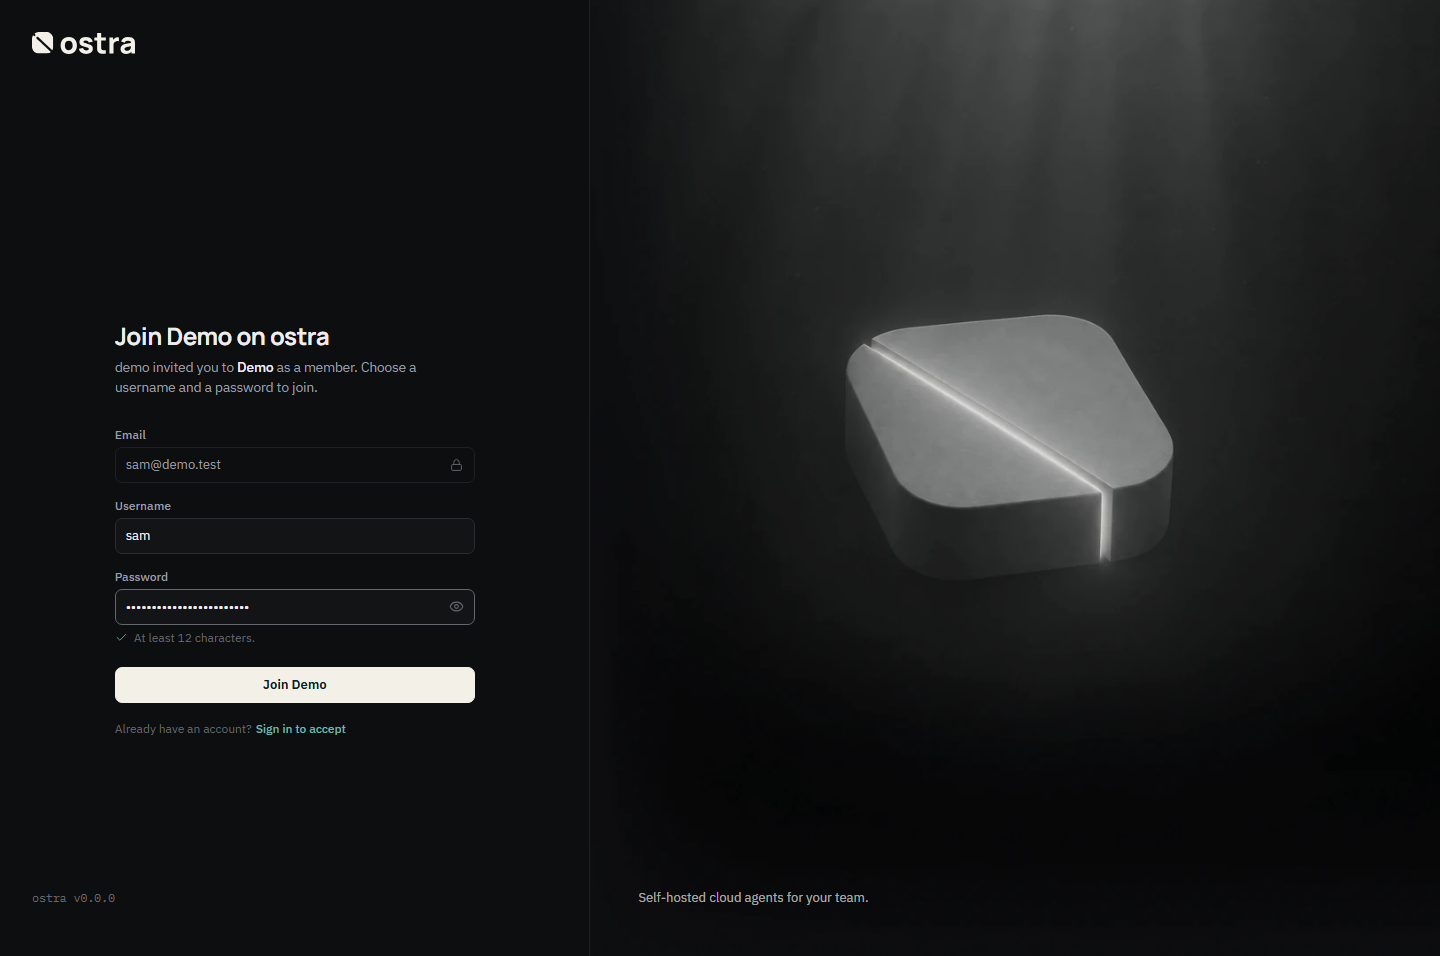 ostra
Join Demo on ostra
demo invited you to Demo as a member. Choose a
username and a password to join.
Email
sam@demo.test
Username
sam
Password
••••••••••••••••••••••••
At least 12 characters.
Join Demo
Already have an account? Sign in to accept
ostra v0.0.0
Self-hosted cloud agents for your team.